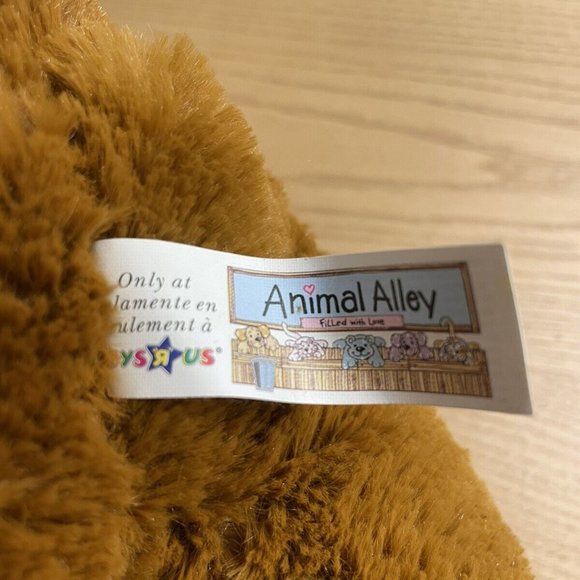 Only at
lamente en
ulement à
YS R US®
Animal Alley
Filled with Love